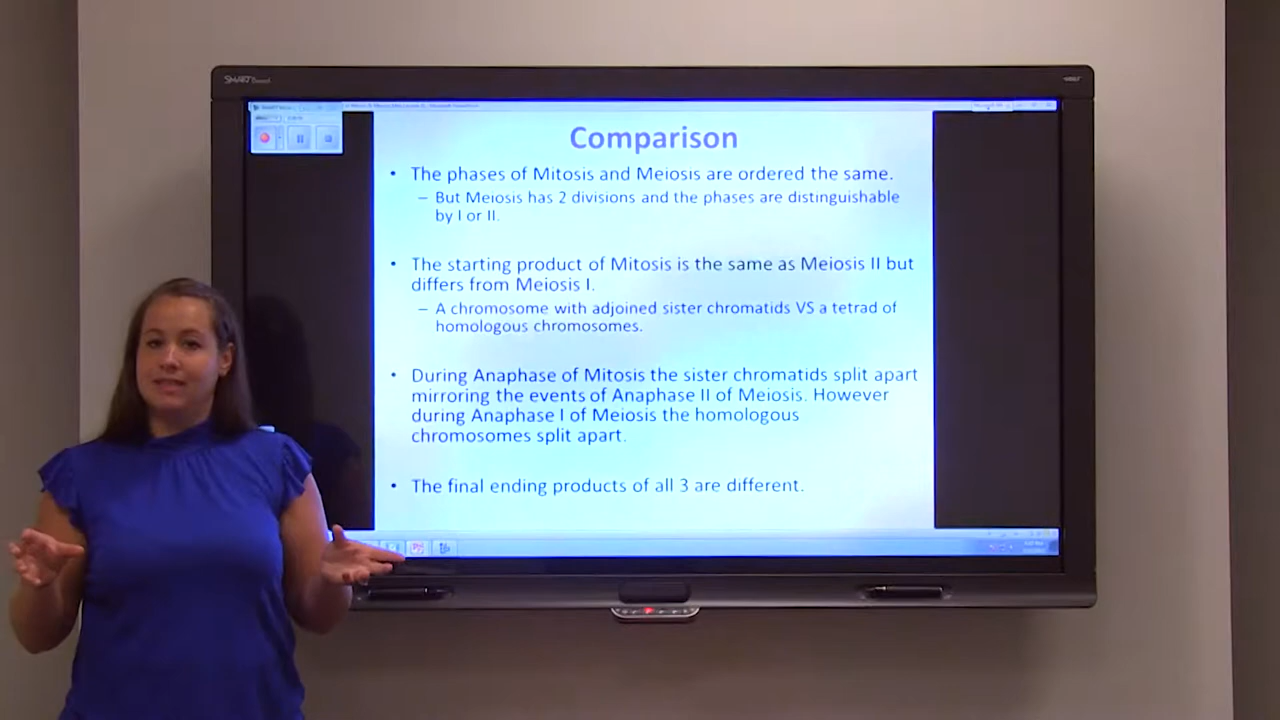 SMART Board
Comparison
• The phases of Mitosis and Meiosis are ordered the same.
– But Meiosis has 2 divisions and the phases are distinguishable
by I or II.
• The starting product of Mitosis is the same as Meiosis II but
differs from Meiosis I.
– A chromosome with adjoined sister chromatids VS a tetrad of
homologous chromosomes.
• During Anaphase of Mitosis the sister chromatids split apart
mirroring the events of Anaphase II of Meiosis. However
during Anaphase I of Meiosis the homologous
chromosomes split apart.
• The final ending products of all 3 are different.